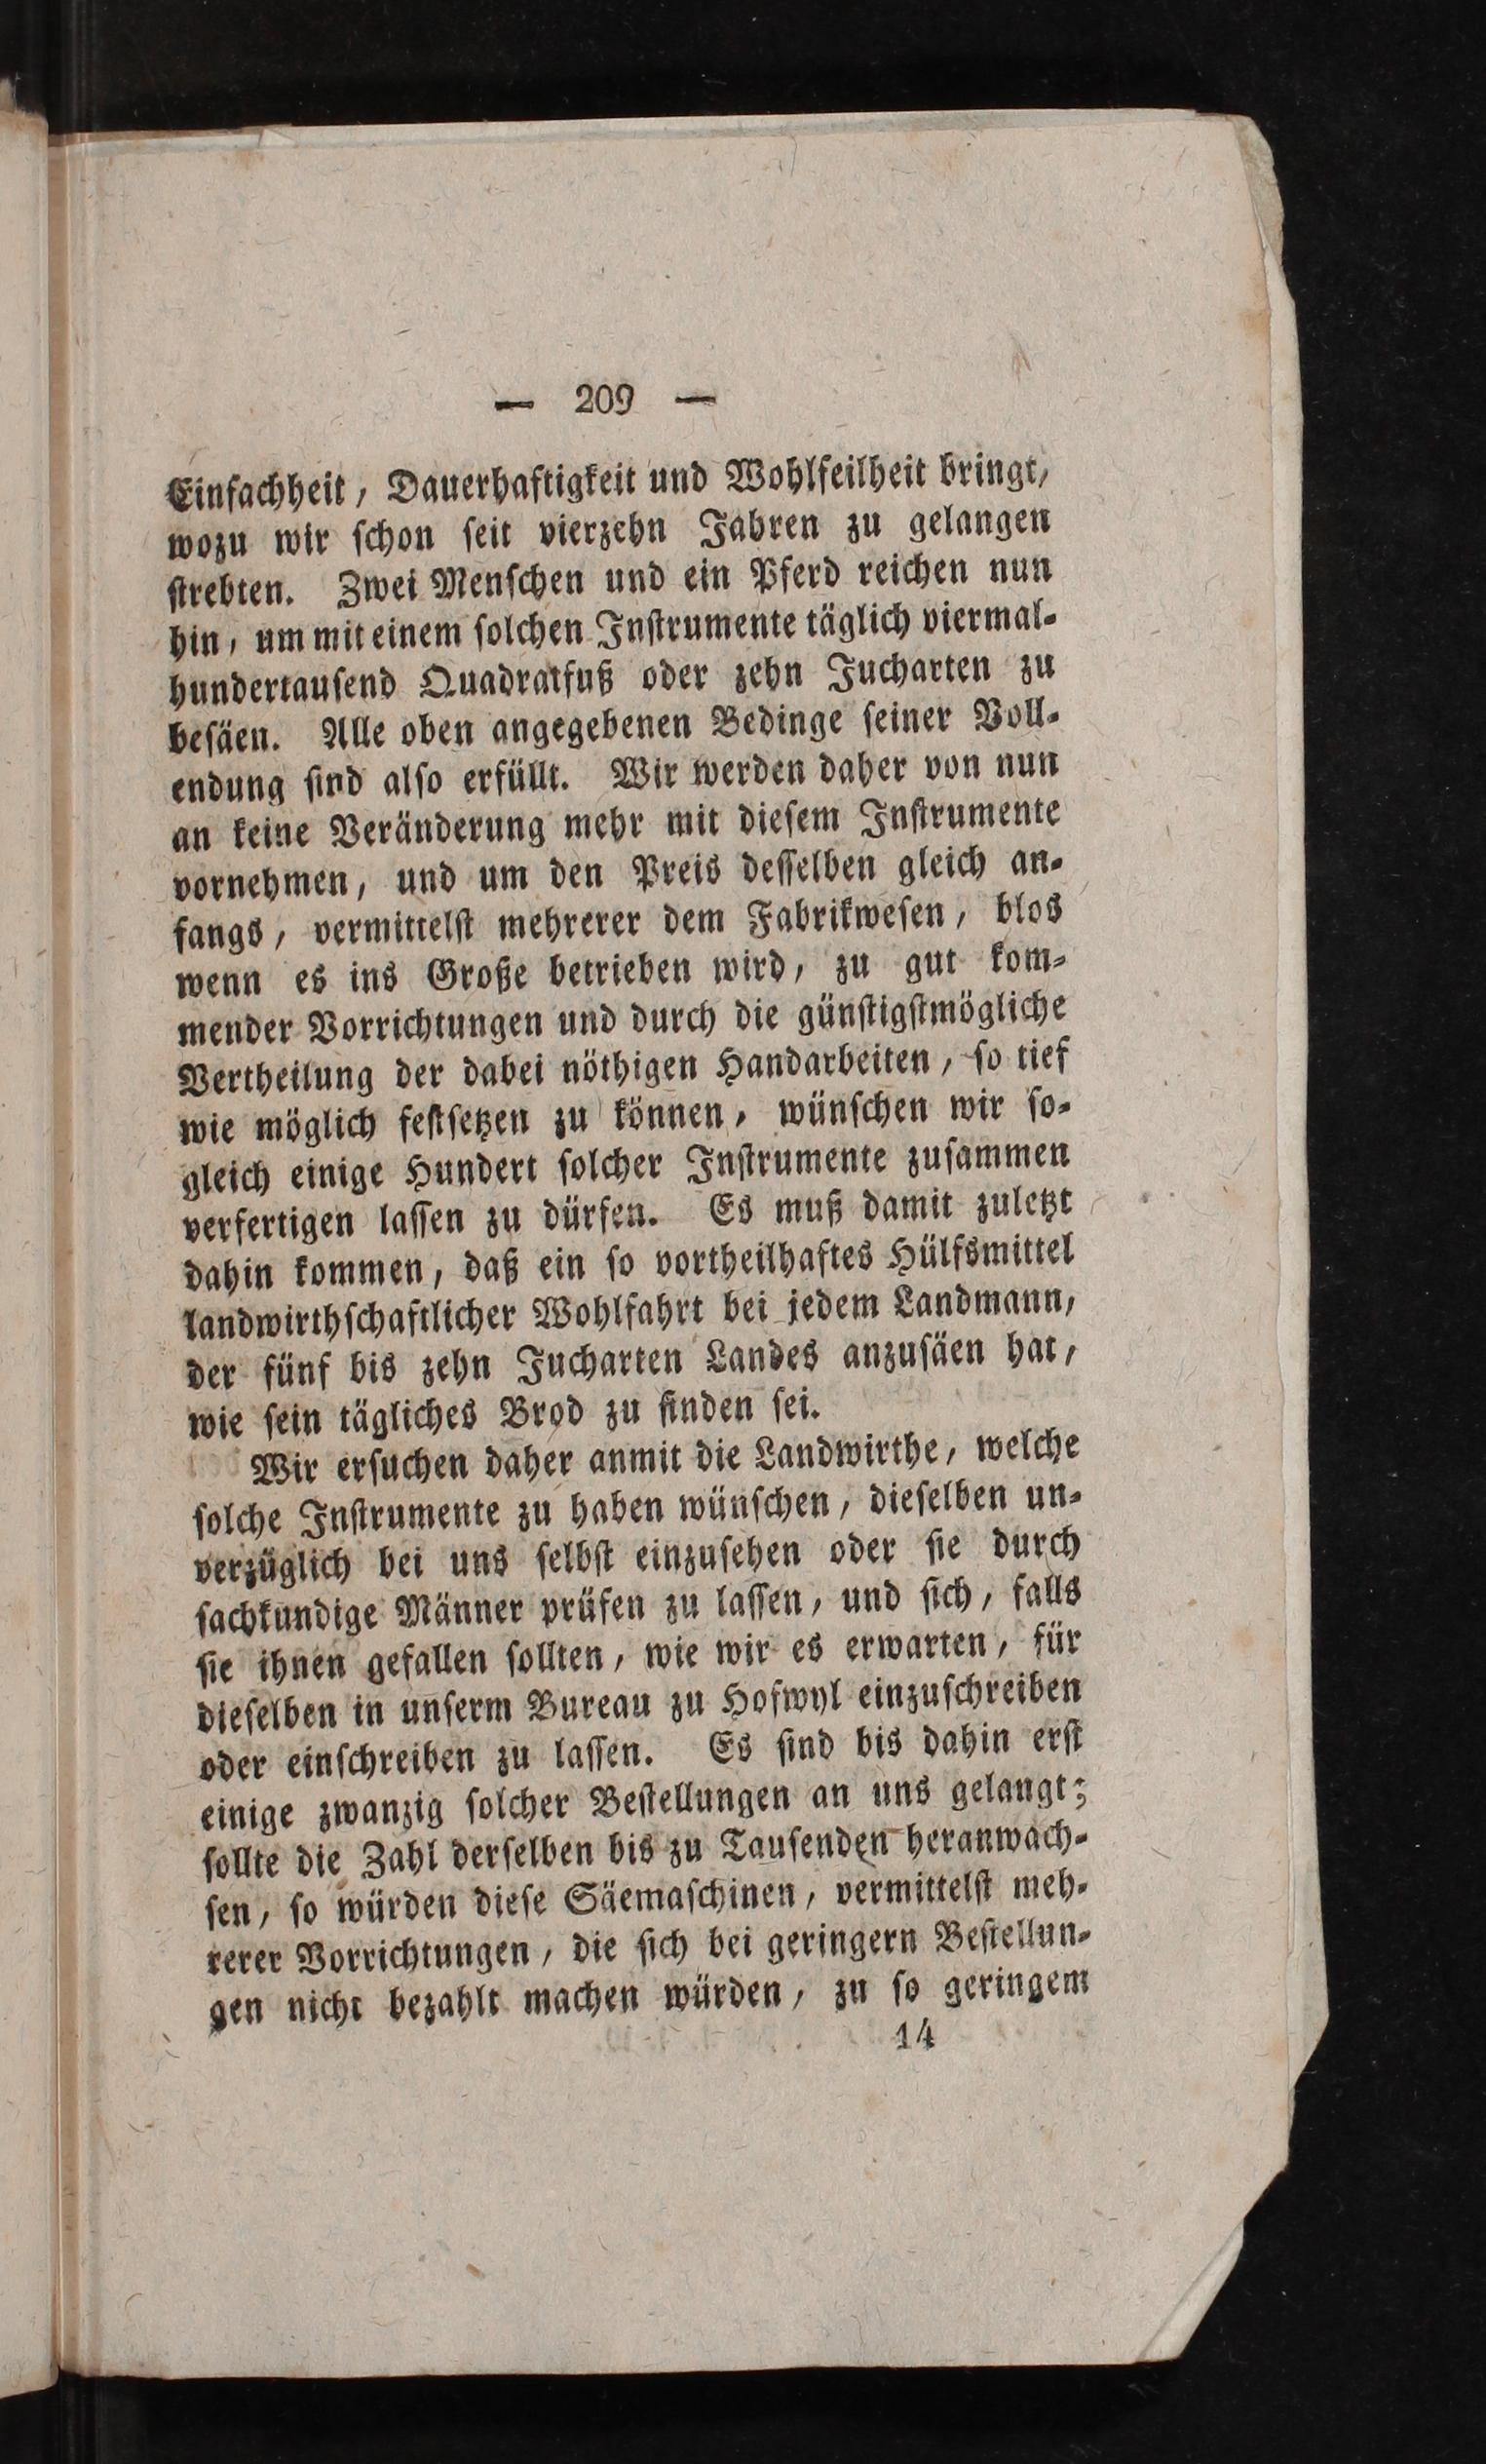 — 209 —
Einfachheit, Dauerhaftigkeit und Wohlfeilheit bringt,
wozu wir schon seit vierzehn Jahren zu gelangen
strebten. Zwei Menschen und ein Pferd reichen nun
hin, um mit einem solchen Instrumente täglich viermal-
hunderttausend Quadratfuß oder zehn Jucharten zu
besäen. Alle oben angegebenen Bedinge seiner Voll-
endung sind also erfüllt. Wir werden daher von nun
an keine Veränderung mehr mit diesem Instrumente
vornehmen, und um den Preis desselben gleich an-
fangs, vermittelst mehrerer dem Fabrikwesen, blos
wenn es ins Große betrieben wird, zu gut kom-
mender Vorrichtungen und durch die günstigstmögliche
Vertheilung der dabei nöthigen Handarbeiten, so tief
wie möglich festsetzen zu können, wünschen wir so-
gleich einige Hundert solcher Instrumente zusammen
verfertigen lassen zu dürfen. Es muß damit zuletzt
dahin kommen, daß ein so vortheilhaftes Hülfsmittel
landwirthschaftlicher Wohlfahrt bei jedem Landmann,
der fünf bis zehn Jucharten Landes anzusäen hat,
wie sein tägliches Brod zu finden sei.
Wir ersuchen daher anmit die Landwirthe, welche
solche Instrumente zu haben wünschen, dieselben un-
verzüglich bei uns selbst einzusehen oder sie durch
sachkundige Männer prüfen zu lassen, und sich, falls
sie ihnen gefallen sollten, wie wir es erwarten, für
dieselben in unserm Bureau zu Hofwyl einzuschreiben
oder einschreiben zu lassen. Es sind bis dahin erst
einige zwanzig solcher Bestellungen an uns gelangt;
sollte die Zahl derselben bis zu Tausenden heranwach-
sen, so würden diese Säemaschinen, vermittelst meh-
rerer Vorrichtungen, die sich bei geringern Bestellun-
gen nicht bezahlt machen würden, zu so geringem
14